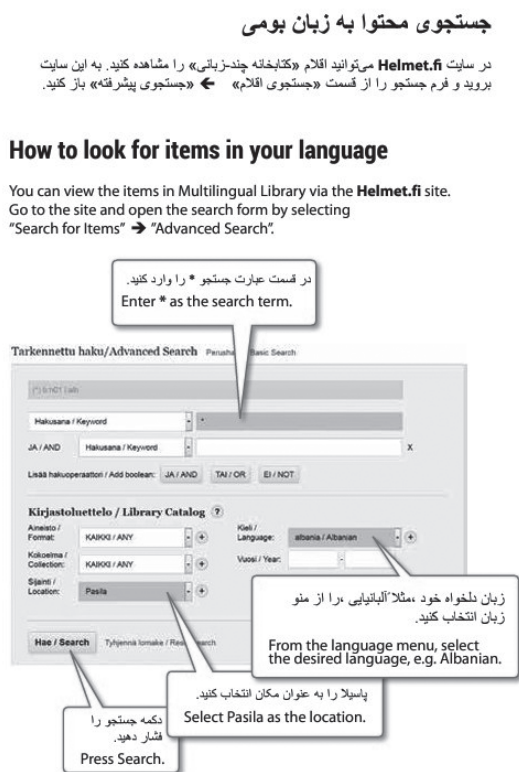 جستجوی محتوا به زبان بومی
در سایت Helmet.fi می‌توانید اقلام «کتابخانه چند-زبانی» را مشاهده کنید. به این سایت
بروید و فرم جستجو را از قسمت «جستجوی اقلام» ← «جستجوی پیشرفته» باز کنید.
How to look for items in your language
You can view the items in Multilingual Library via the Helmet.fi site.
Go to the site and open the search form by selecting
“Search for Items” → “Advanced Search”.
در قسمت عبارت جستجو * را وارد کنید.
Enter * as the search term.
Tarkennettu haku/Advanced Search Basic Search
Hakusana / Keyword *
JA / AND Hakusana / Keyword X
Lisää hakuoperaattori / Add boolean: JA / AND TAI / OR EI / NOT
Kirjastoluettelo / Library Catalog ?
Aineisto / Format: KAIKKI / ANY
Kieli / Language: albania / Albanian
Kokoelma / Collection: KAIKKI / ANY
Vuosi / Year: -
Sijainti / Location: Pasila
زبان دلخواه خود ،مثلا ًآلبانیایی ،را از منو
زبان انتخاب کنید.
From the language menu, select
the desired language, e.g. Albanian.
Hae / Search Tyhjennä lomake /
پاسیلا را به عنوان مکان انتخاب کنید.
Select Pasila as the location.
دکمه جستجو را
فشار دهید.
Press Search.